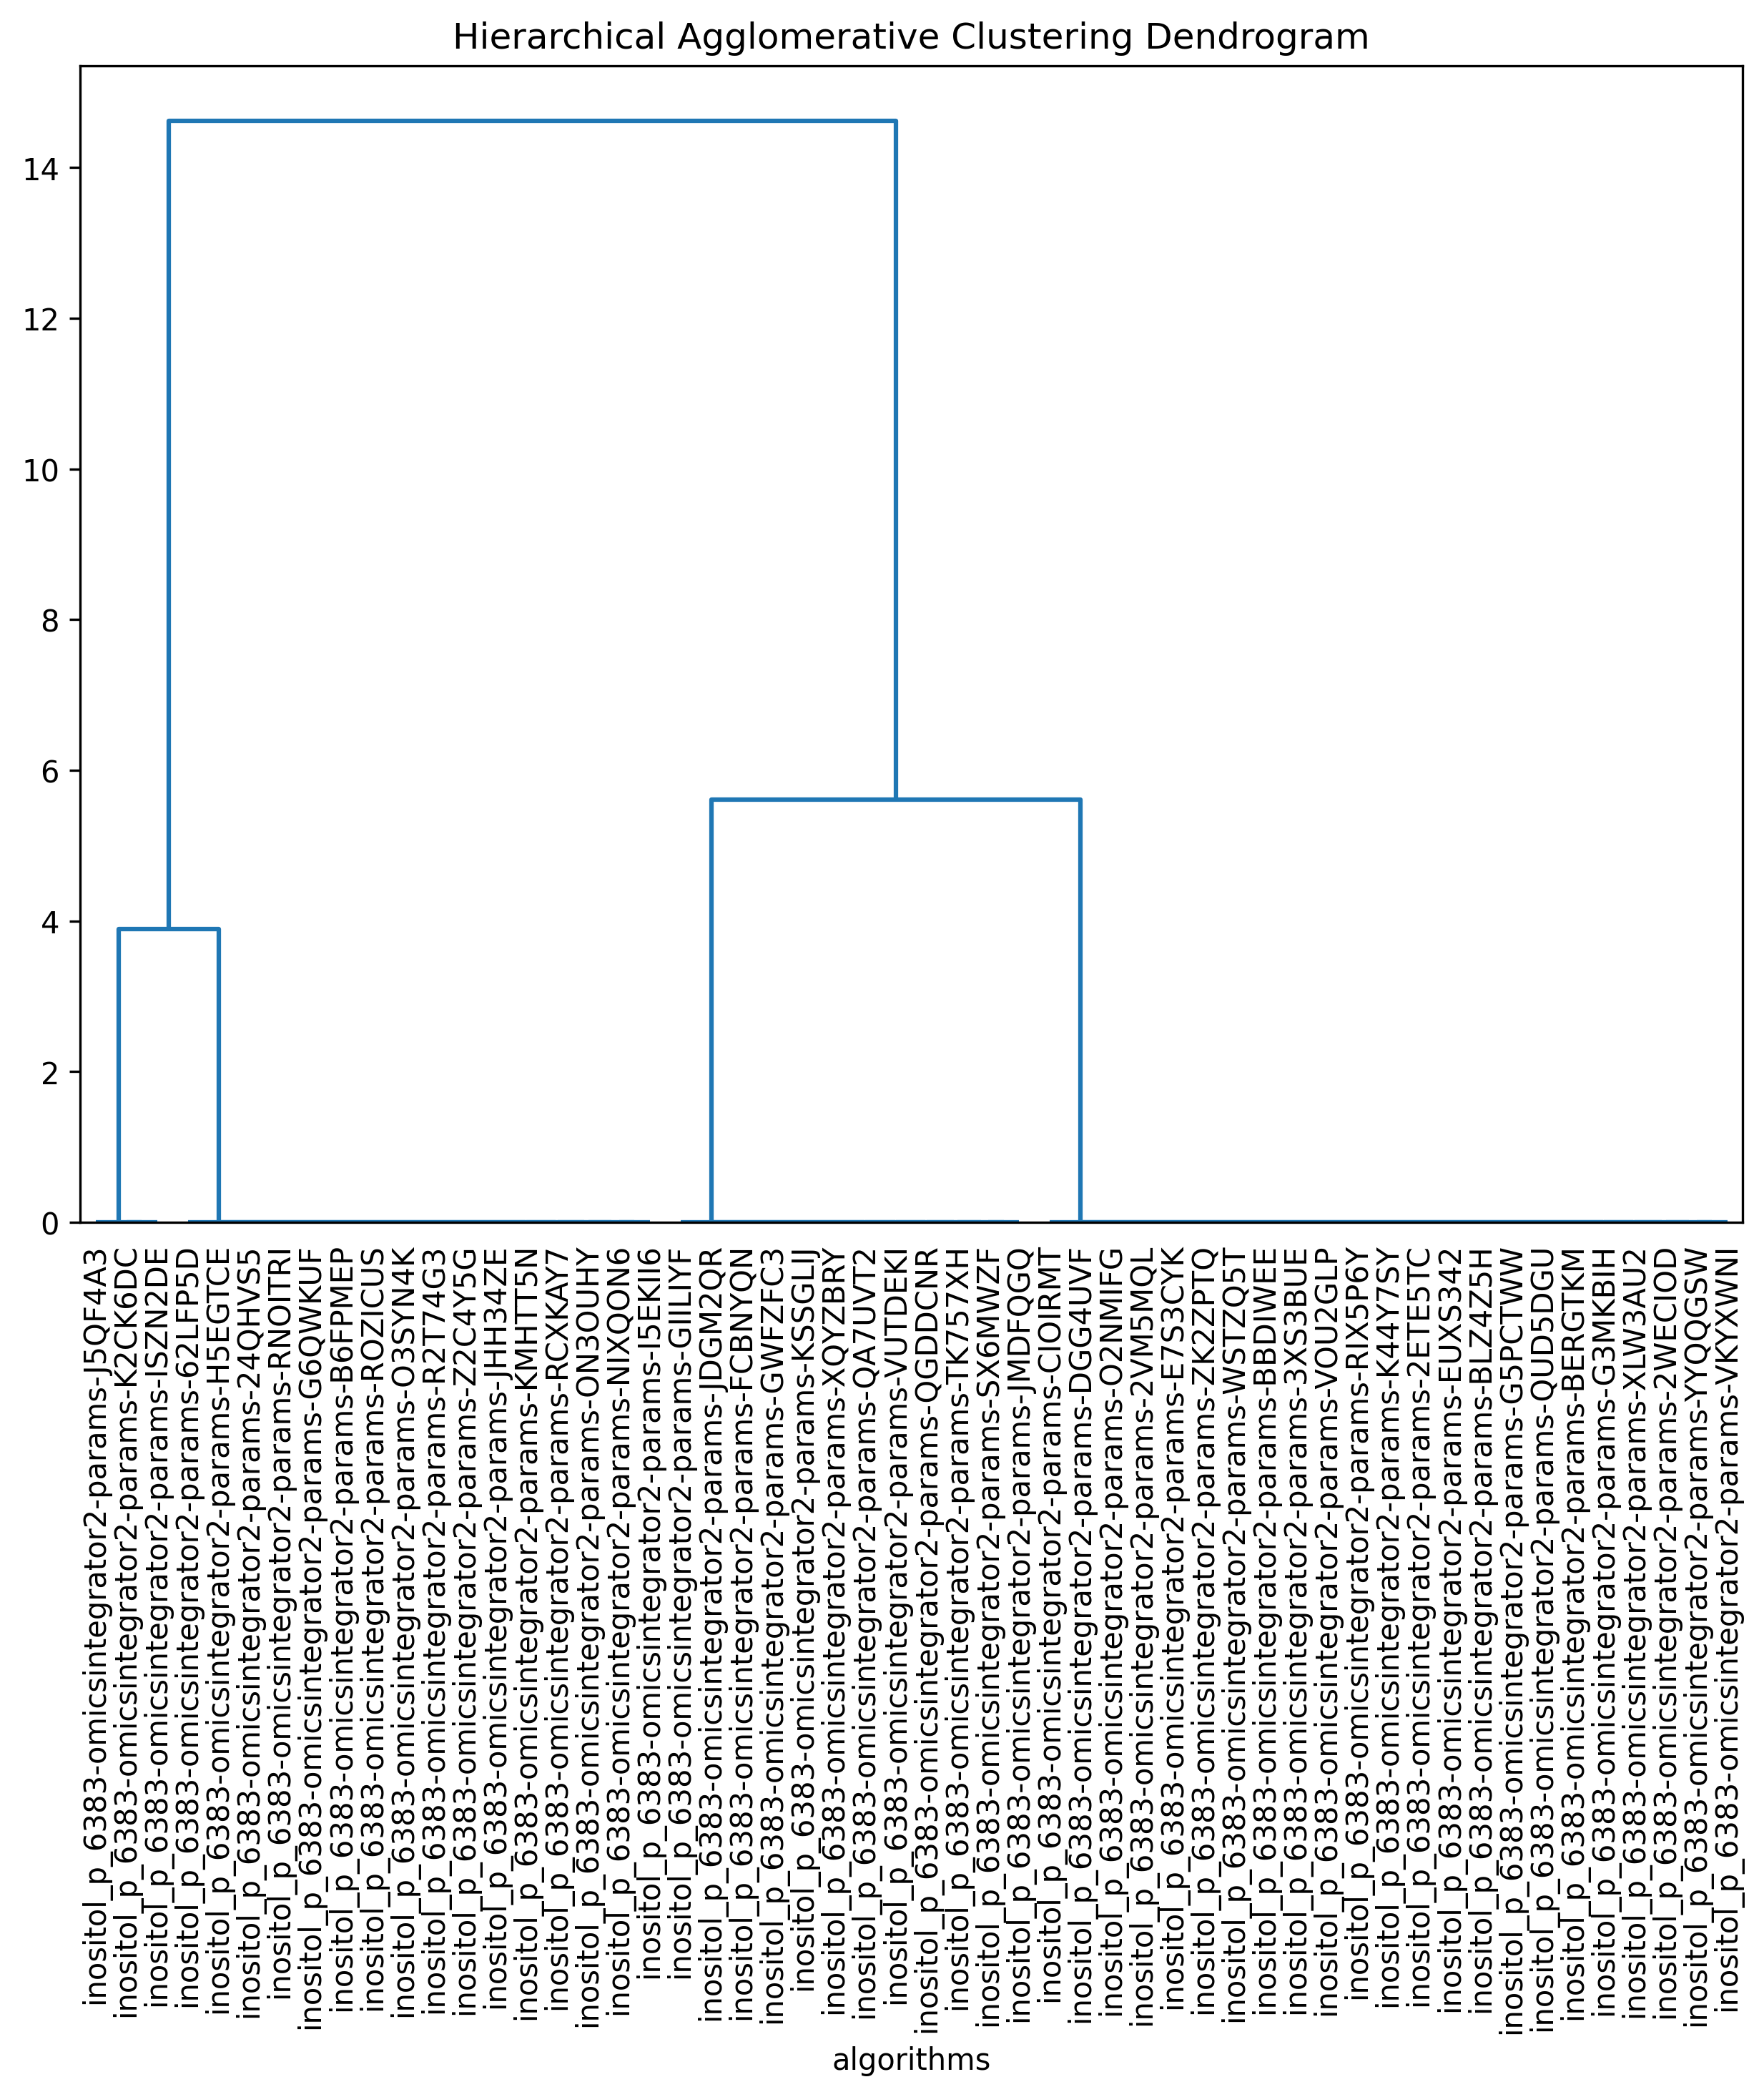 Hierarchical Agglomerative Clustering Dendrogram
14
12
10
8
6
4
2
0
inositol_p_6383-omicsintegrator2-params-J5QF4A3
inositol_p_6383-omicsintegrator2-params-K2CK6DC
inositol_p_6383-omicsintegrator2-params-ISZN2DE
inositol_p_6383-omicsintegrator2-params-62LFP5D
inositol_p_6383-omicsintegrator2-params-H5EGTCE
inositol_p_6383-omicsintegrator2-params-24QHVS5
inositol_p_6383-omicsintegrator2-params-RNOITRI
inositol_p_6383-omicsintegrator2-params-G6QWKUF
inositol_p_6383-omicsintegrator2-params-B6FPMEP
inositol_p_6383-omicsintegrator2-params-ROZICUS
inositol_p_6383-omicsintegrator2-params-O3SYN4K
inositol_p_6383-omicsintegrator2-params-R2T74G3
inositol_p_6383-omicsintegrator2-params-Z2C4Y5G
inositol_p_6383-omicsintegrator2-params-JHH34ZE
inositol_p_6383-omicsintegrator2-params-KMHTT5N
inositol_p_6383-omicsintegrator2-params-RCXKAY7
inositol_p_6383-omicsintegrator2-params-ON3OUHY
inositol_p_6383-omicsintegrator2-params-NIXQQN6
inositol_p_6383-omicsintegrator2-params-I5EKII6
inositol_p_6383-omicsintegrator2-params-GIILIYF
inositol_p_6383-omicsintegrator2-params-JDGM2QR
inositol_p_6383-omicsintegrator2-params-FCBNYQN
inositol_p_6383-omicsintegrator2-params-GWFZFC3
inositol_p_6383-omicsintegrator2-params-KSSGLIJ
inositol_p_6383-omicsintegrator2-params-XQYZBRY
inositol_p_6383-omicsintegrator2-params-QA7UVT2
inositol_p_6383-omicsintegrator2-params-VUTDEKI
inositol_p_6383-omicsintegrator2-params-QGDDCNR
inositol_p_6383-omicsintegrator2-params-TK757XH
inositol_p_6383-omicsintegrator2-params-SX6MWZF
inositol_p_6383-omicsintegrator2-params-JMDFQGQ
inositol_p_6383-omicsintegrator2-params-CIOIRMT
inositol_p_6383-omicsintegrator2-params-DGG4UVF
inositol_p_6383-omicsintegrator2-params-O2NMIFG
inositol_p_6383-omicsintegrator2-params-2VM5MQL
inositol_p_6383-omicsintegrator2-params-E7S3CYK
inositol_p_6383-omicsintegrator2-params-ZK2ZPTQ
inositol_p_6383-omicsintegrator2-params-WSTZQ5T
inositol_p_6383-omicsintegrator2-params-BBDIWEE
inositol_p_6383-omicsintegrator2-params-3XS3BUE
inositol_p_6383-omicsintegrator2-params-VOU2GLP
inositol_p_6383-omicsintegrator2-params-RIX5P6Y
inositol_p_6383-omicsintegrator2-params-K44Y7SY
inositol_p_6383-omicsintegrator2-params-2ETE5TC
inositol_p_6383-omicsintegrator2-params-EUXS342
inositol_p_6383-omicsintegrator2-params-BLZ4Z5H
inositol_p_6383-omicsintegrator2-params-G5PCTWW
inositol_p_6383-omicsintegrator2-params-QUD5DGU
inositol_p_6383-omicsintegrator2-params-BERGTKM
inositol_p_6383-omicsintegrator2-params-G3MKBIH
inositol_p_6383-omicsintegrator2-params-XLW3AU2
inositol_p_6383-omicsintegrator2-params-2WECIOD
inositol_p_6383-omicsintegrator2-params-YYQQGSW
inositol_p_6383-omicsintegrator2-params-VKYXWNI
algorithms